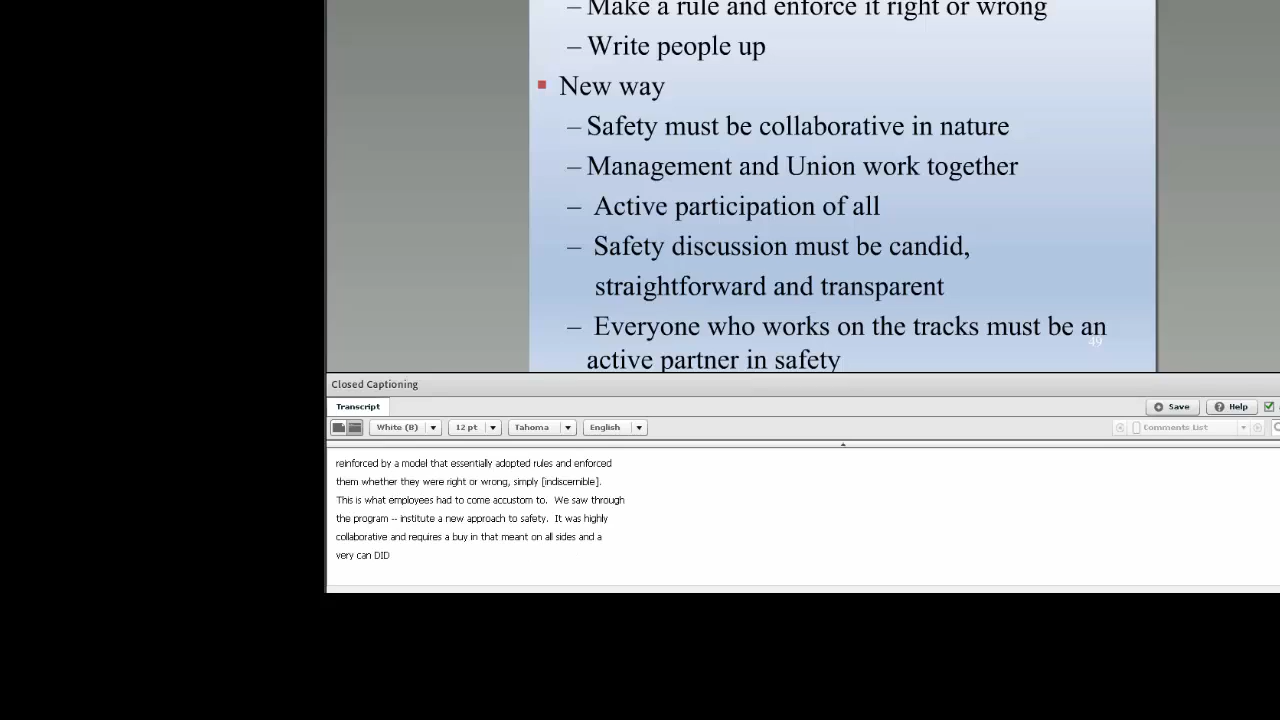 – Make a rule and enforce it right or wrong
– Write people up
New way
– Safety must be collaborative in nature
– Management and Union work together
– Active participation of all
– Safety discussion must be candid,
straightforward and transparent
– Everyone who works on the tracks must be an
49
active partner in safety
Closed Captioning
Transcript
Save
Help
White (8)
12 pt
Tahoma
English
Comments List
reinforced by a model that essentially adopted rules and enforced
them whether they were right or wrong, simply [indiscernible].
This is what employees had to come accustom to. We saw through
the program -- institute a new approach to safety. It was highly
collaborative and requires a buy in that meant on all sides and a
very can DID